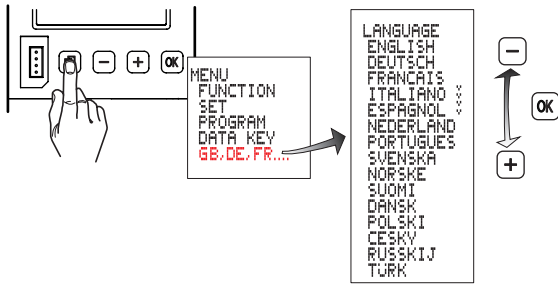 OK
MENU
FUNCTION
SET
PROGRAM
DATA KEY
GB,DE,FR....
LANGUAGE
ENGLISH
DEUTSCH
FRANCAIS
ITALIANO
ESPAGNOL
NEDERLAND
PORTUGUES
SVENSKA
NORSKE
SUOMI
DANSK
POLSKI
CESKY
RUSSKIJ
TURK
OK